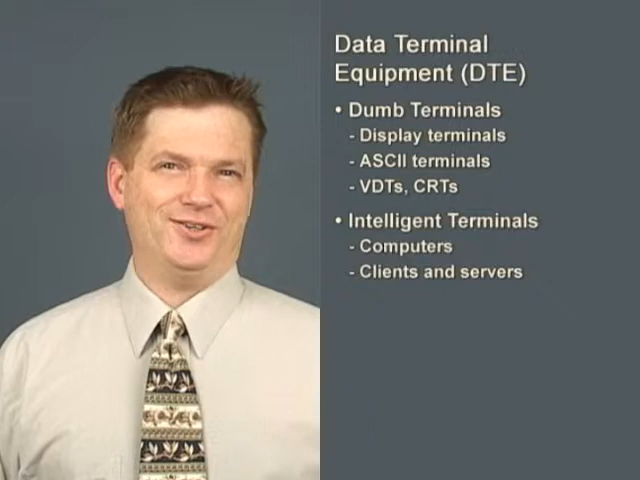 Data Terminal
Equipment (DTE)
• Dumb Terminals
- Display terminals
- ASCII terminals
- VDTs, CRTs
• Intelligent Terminals
- Computers
- Clients and servers